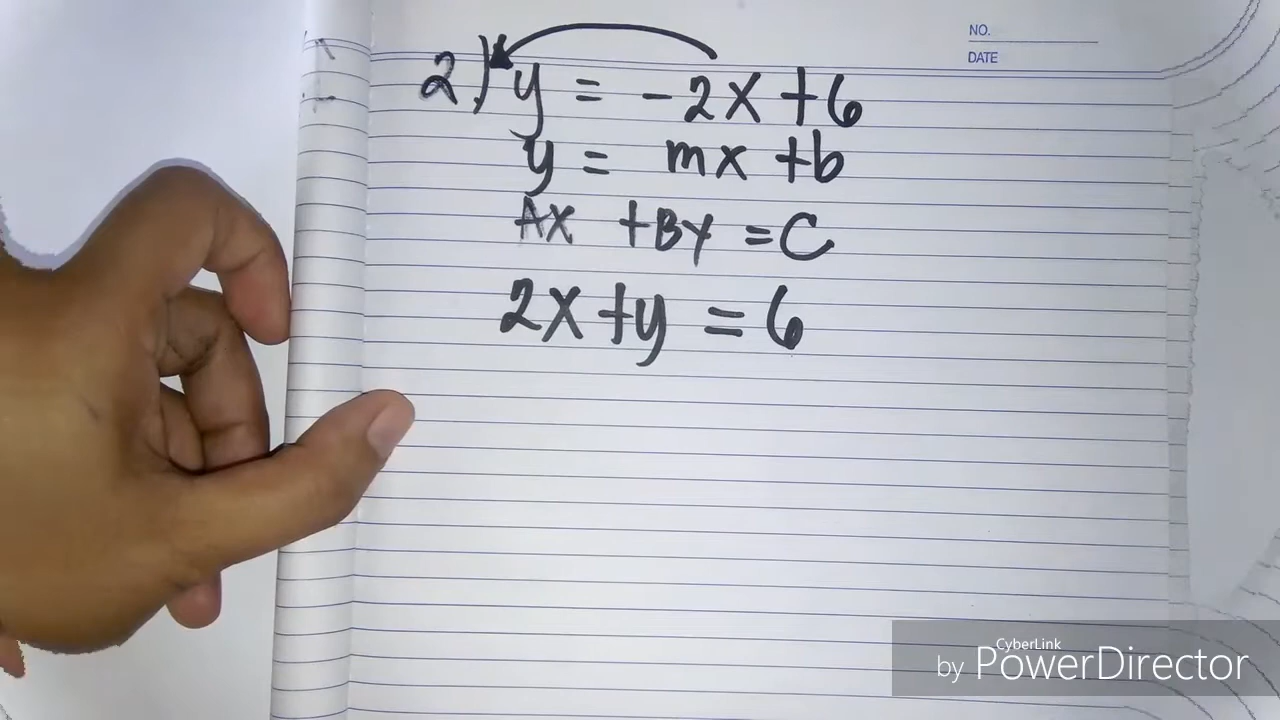 NO.
DATE
2.) y = -2x + 6
y = mx + b
Ax + By = C
2x + y = 6
CyberLink
by PowerDirector